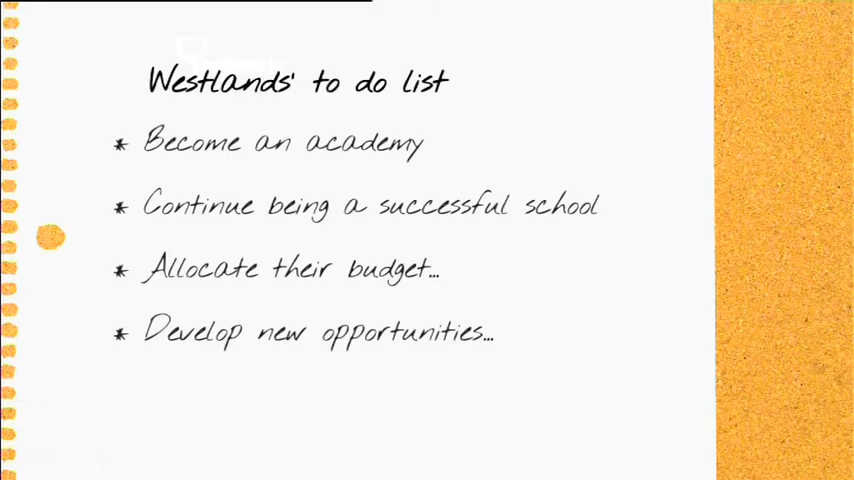 Westlands' to do list
* Become an academy
* Continue being a successful school
* Allocate their budget...
* Develop new opportunities...